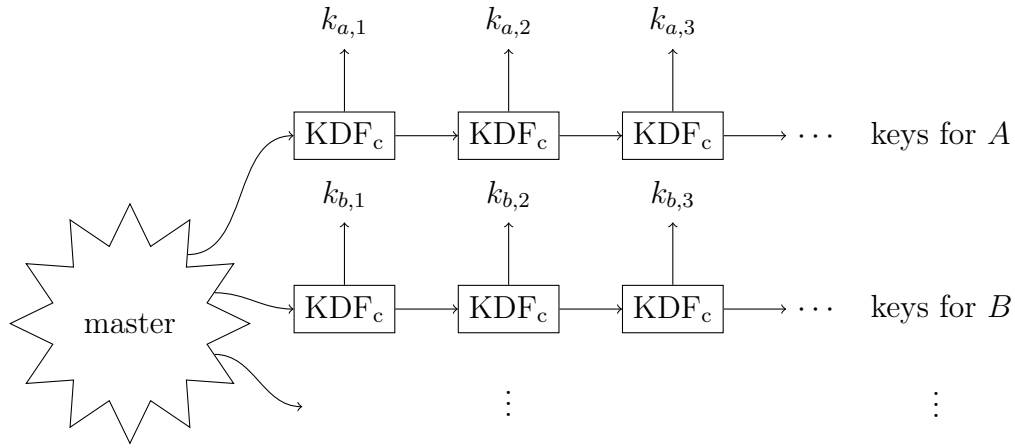 k_{a,1} k_{a,2} k_{a,3}
KDF_c KDF_c KDF_c ⋯ keys for A
k_{b,1} k_{b,2} k_{b,3}
master KDF_c KDF_c KDF_c ⋯ keys for B
⋮ ⋮